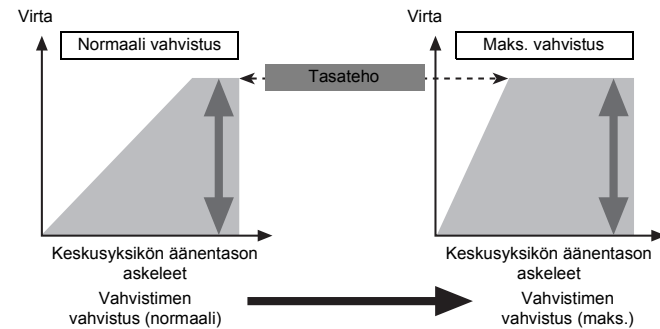 Virta
Normaali vahvistus
Tasateho
Virta
Maks. vahvistus
Keskusyksikön äänentason
askeleet
Vahvistimen
vahvistus (normaali)
Keskusyksikön äänentason
askeleet
Vahvistimen
vahvistus (maks.)